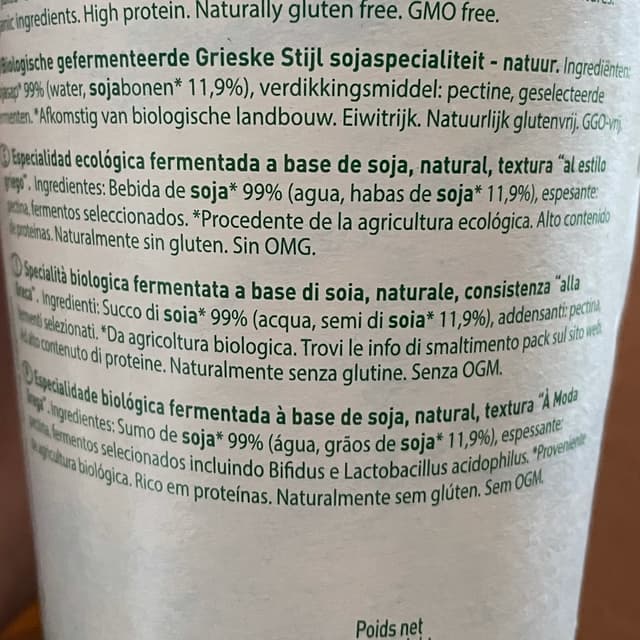 ingredients. High protein. Naturally gluten free. GMO free.
Biologische gefermenteerde Grieske Stijl sojaspecialiteit - natuur. Ingrediënten:
99% (water, sojabonen* 11,9%), verdikkingsmiddel: pectine, geselecteerde
*Afkomstig van biologische landbouw. Eiwitrijk. Natuurlijk glutenvrij. GGO-vrij.
Especialidad ecológica fermentada a base de soja, natural, textura "al estilo
griego". Ingredientes: Bebida de soja* 99% (agua, habas de soja* 11,9%), espesante:
pectina, fermentos seleccionados. *Procedente de la agricultura ecológica. Alto contenido
de proteínas. Naturalmente sin gluten. Sin OMG.
Specialità biologica fermentata a base di soia, naturale, consistenza "alla
Greca". Ingredienti: Succo di soia* 99% (acqua, semi di soia* 11,9%), addensanti: pectina,
fermenti selezionati. *Da agricoltura biologica. Trovi le info di smaltimento pack sul sito web.
Ad alto contenuto di proteine. Naturalmente senza glutine. Senza OGM.
Especialidade biológica fermentada à base de soja, natural, textura "À Moda
Grega". Ingredientes: Sumo de soja* 99% (água, grãos de soja* 11,9%), espessante:
pectina, fermentos selecionados incluindo Bifidus e Lactobacillus acidophilus. *Proveniente
da agricultura biológica. Rico em proteínas. Naturalmente sem glúten. Sem OGM.
Poids net